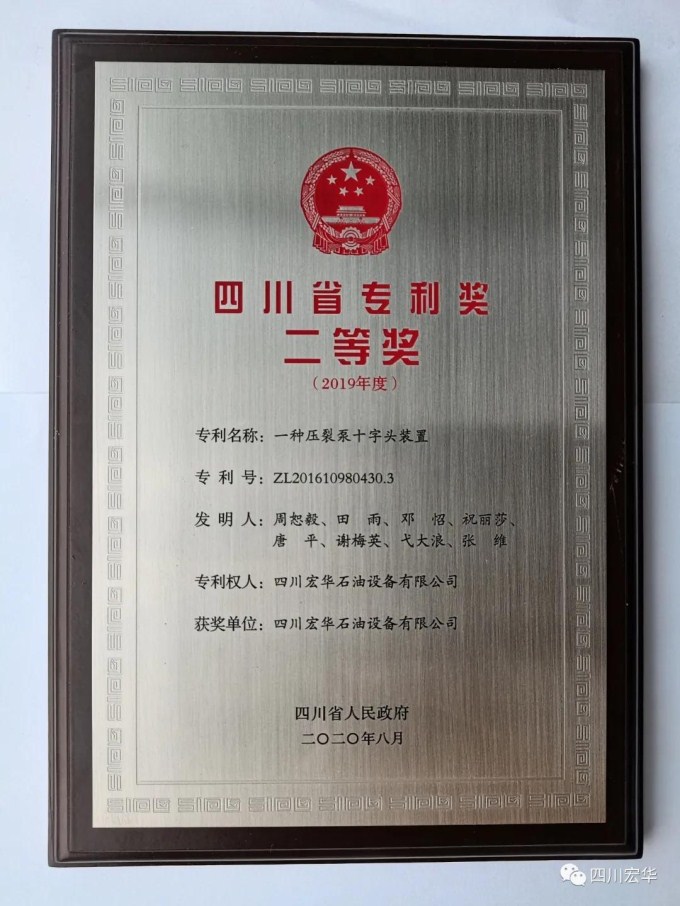 四川省专利奖
二等奖
（2019年度）
专利名称：一种压裂泵十字头装置
专 利 号：ZL201610980430.3
发 明 人：周恕毅、田 雨、邓 怊、祝丽莎、
唐 平、谢梅英、弋大浪、张 维
专利权人：四川宏华石油设备有限公司
获奖单位：四川宏华石油设备有限公司
四川省人民政府
二〇二〇年八月
四川宏华